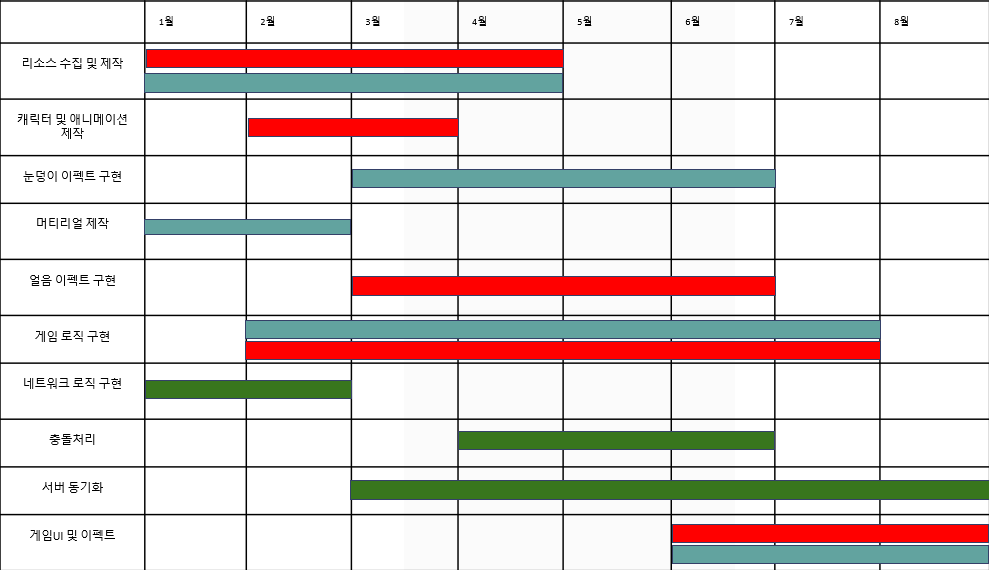 1월 2월 3월 4월 5월 6월 7월 8월
리소스 수집 및 제작
캐릭터 및 애니메이션
제작
눈덩이 이펙트 구현
머티리얼 제작
얼음 이펙트 구현
게임 로직 구현
네트워크 로직 구현
충돌처리
서버 동기화
게임UI 및 이펙트